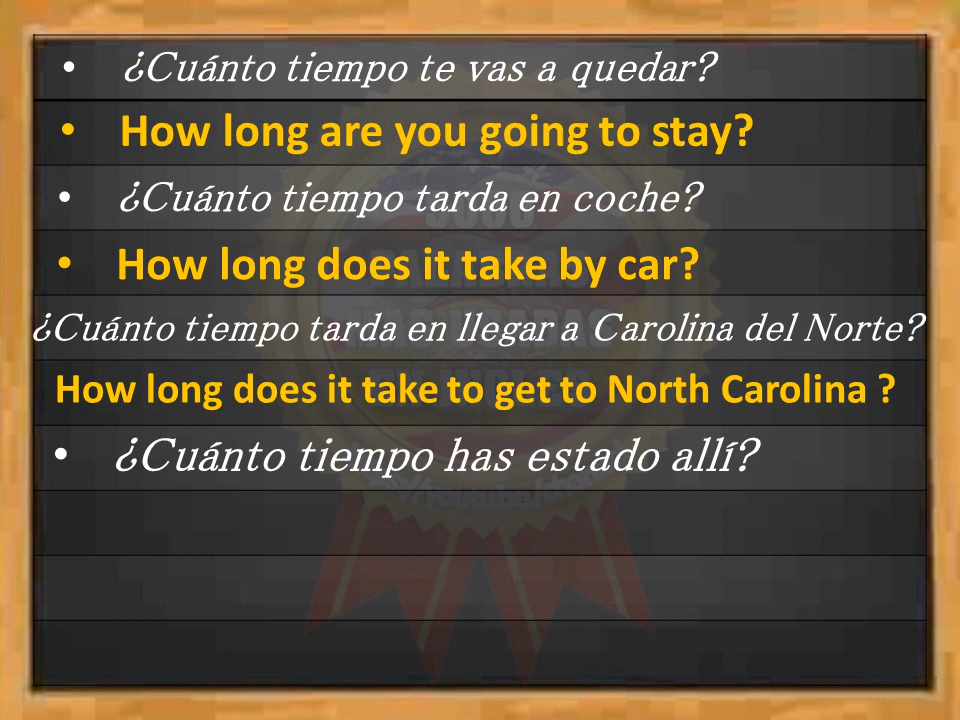 • ¿Cuánto tiempo te vas a quedar?
• How long are you going to stay?
• ¿Cuánto tiempo tarda en coche?
• How long does it take by car?
¿Cuánto tiempo tarda en llegar a Carolina del Norte?
How long does it take to get to North Carolina ?
• ¿Cuánto tiempo has estado allí?